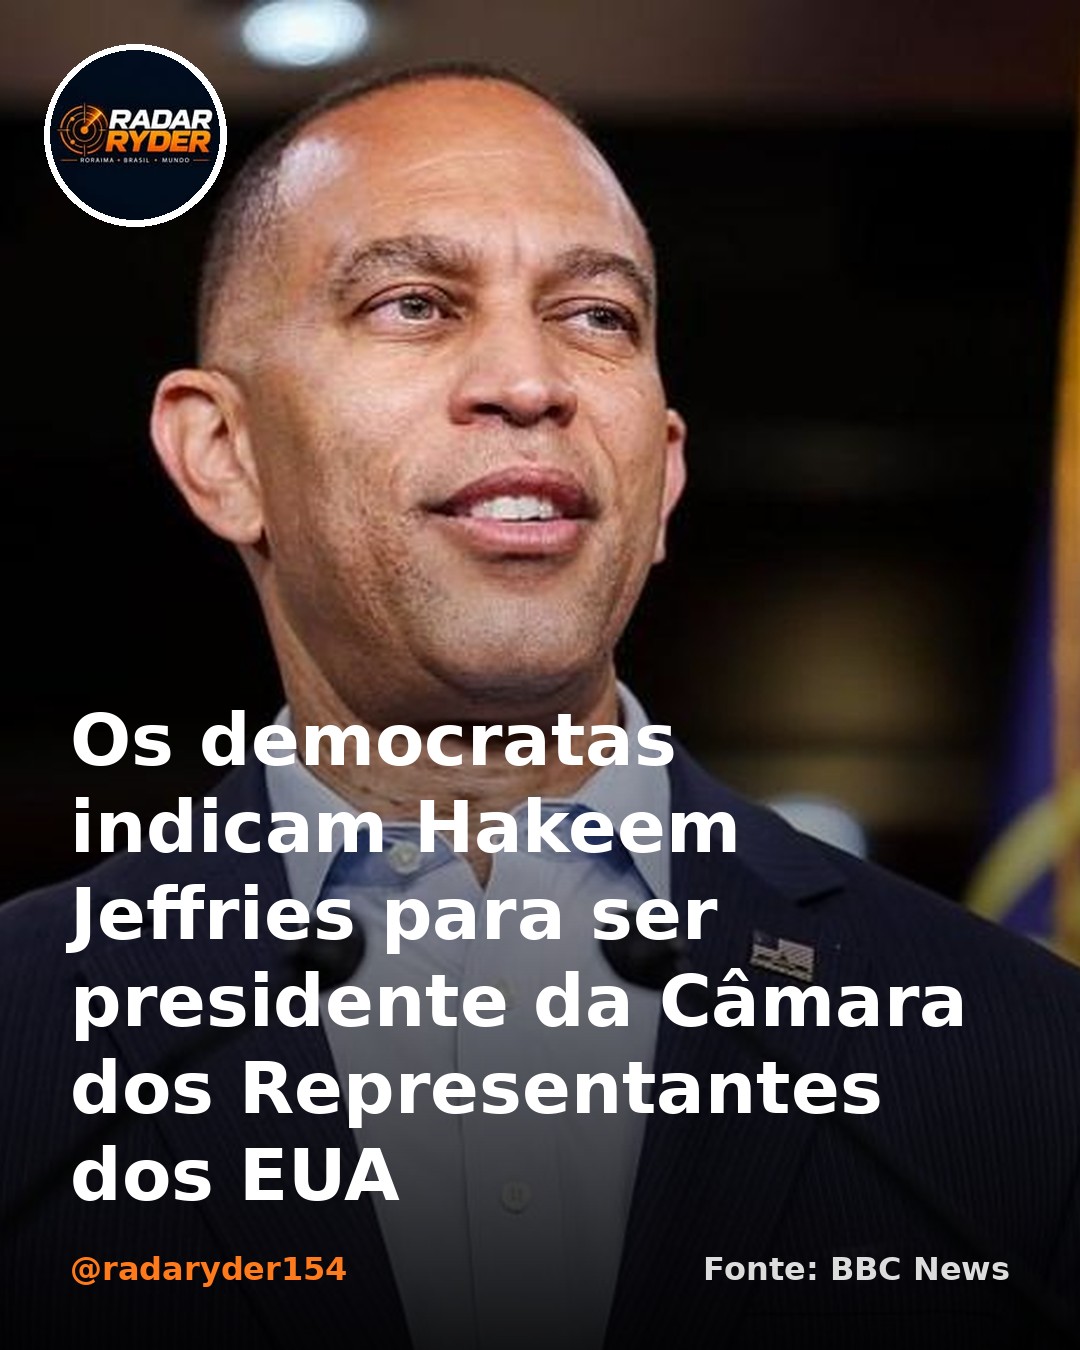 RADAR
RYDER
RORAIMA • BRASIL • MUNDO
Os democratas
indicam Hakeem
Jeffries para ser
presidente da Câmara
dos Representantes
dos EUA
@radaryder154
Fonte: BBC News